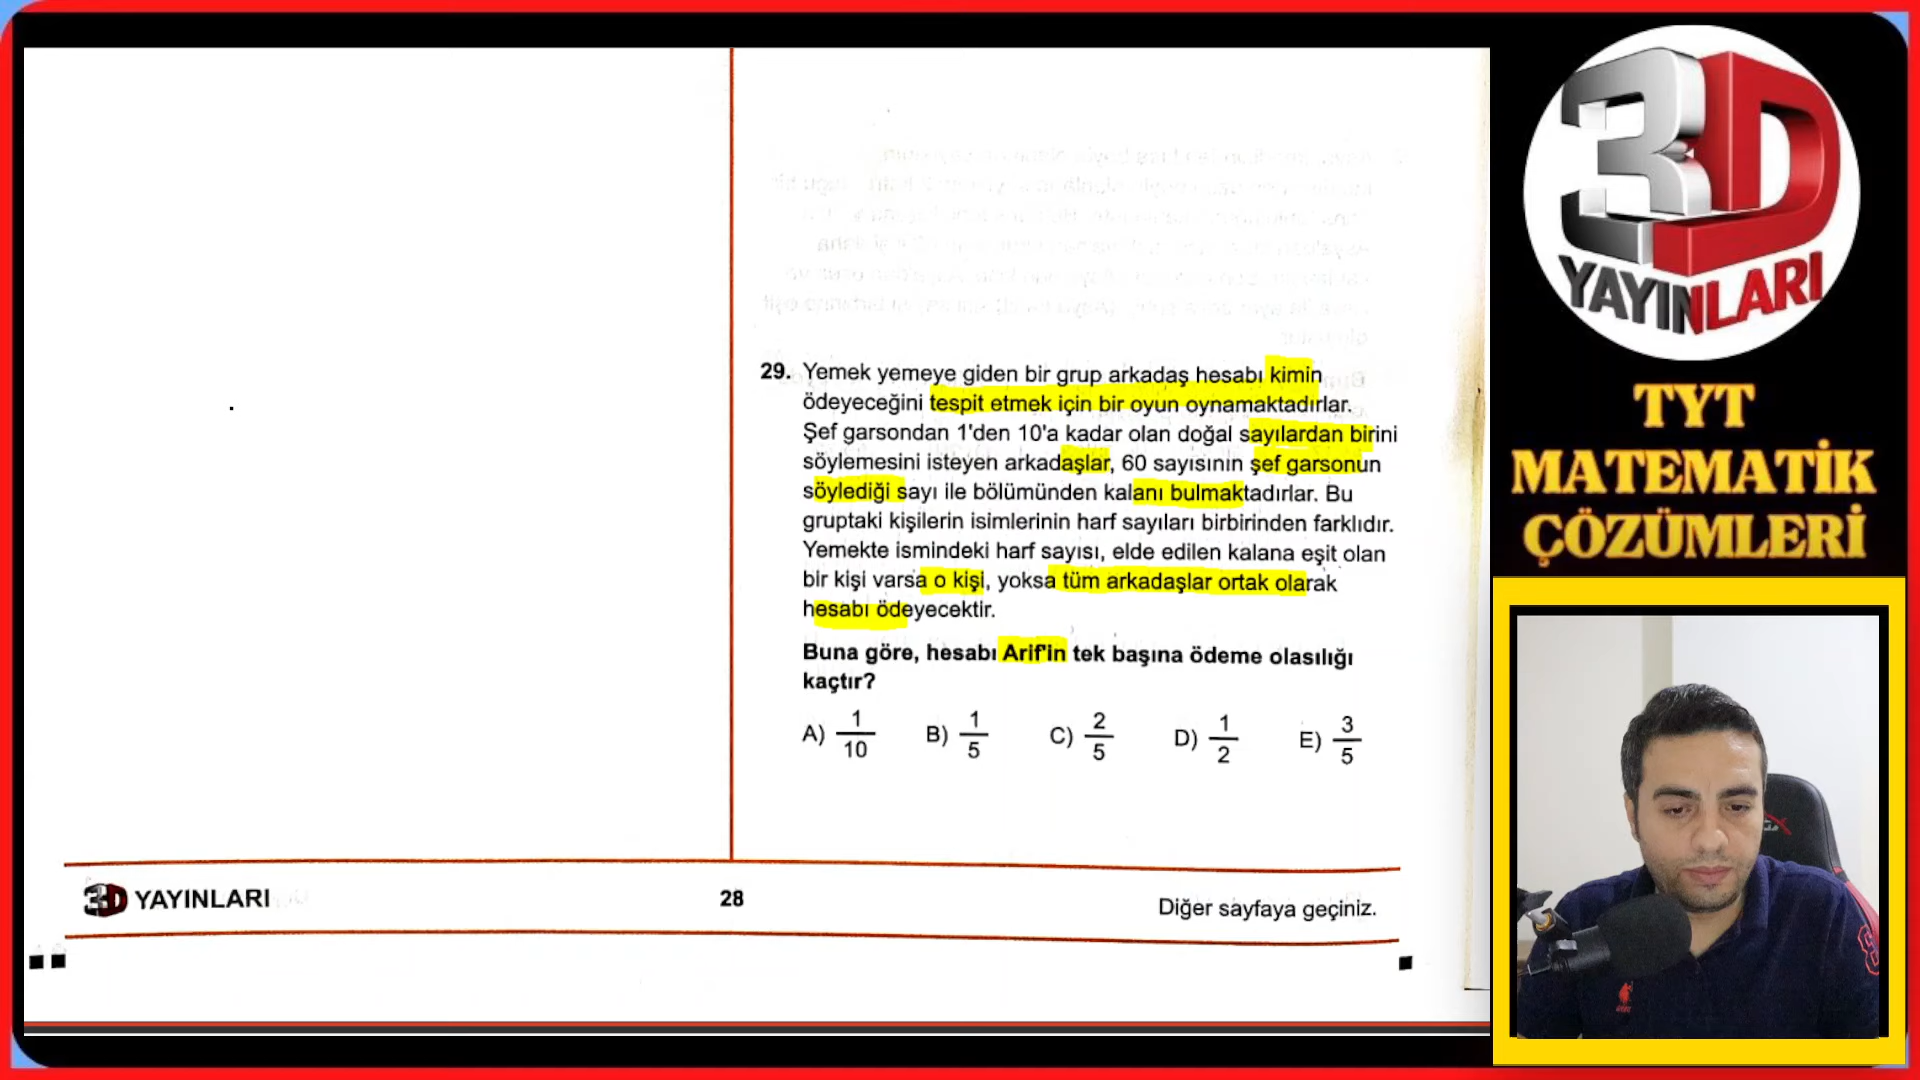 29. Yemek yemeye giden bir grup arkadaş hesabı kimin
ödeyeceğini tespit etmek için bir oyun oynamaktadırlar.
Şef garsondan 1'den 10'a kadar olan doğal sayılardan birini
söylemesini isteyen arkadaşlar, 60 sayısının şef garsonun
söylediği sayı ile bölümünden kalanı bulmaktadırlar. Bu
gruptaki kişilerin isimlerinin harf sayıları birbirinden farklıdır.
Yemekte ismindeki harf sayısı, elde edilen kalana eşit olan
bir kişi varsa o kişi, yoksa tüm arkadaşlar ortak olarak
hesabı ödeyecektir.
Buna göre, hesabı Arif'in tek başına ödeme olasılığı
kaçtır?
A) 1/10 B) 1/5 C) 2/5 D) 1/2 E) 3/5
3D YAYINLARI
28
Diğer sayfaya geçiniz.
3D
YAYINLARI
TYT
MATEMATİK
ÇÖZÜMLERİ